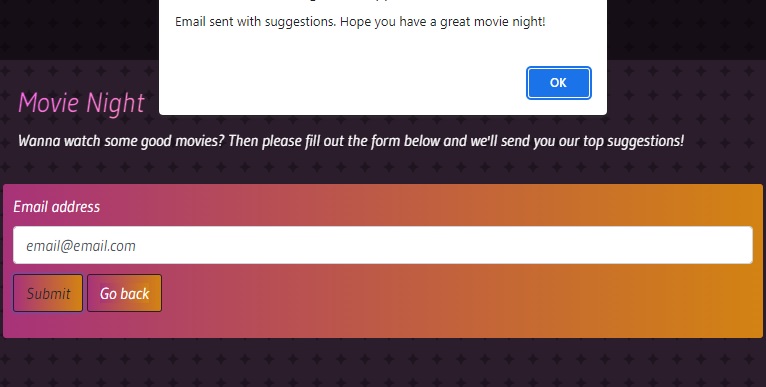 Email sent with suggestions. Hope you have a great movie night!
OK
Movie Night
Wanna watch some good movies? Then please fill out the form below and we'll send you our top suggestions!
Email address
email@email.com
Submit
Go back